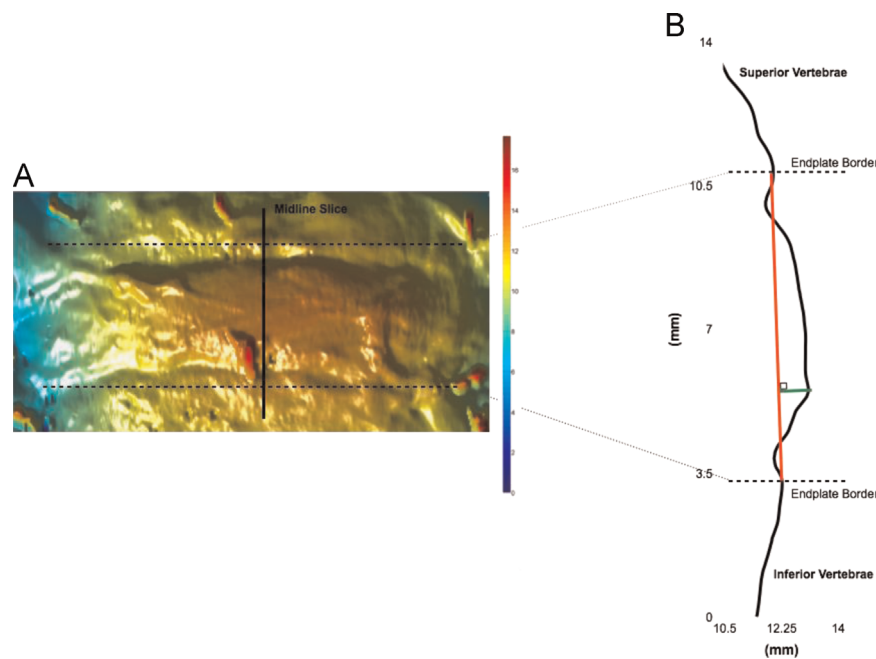 A
Midline Slice
16
14
12
10
8
6
4
2
0
B
14
Superior Vertebrae
Endplate Border
10.5
(mm)
7
3.5
Endplate Border
Inferior Vertebrae
0
10.5 12.25 14
(mm)